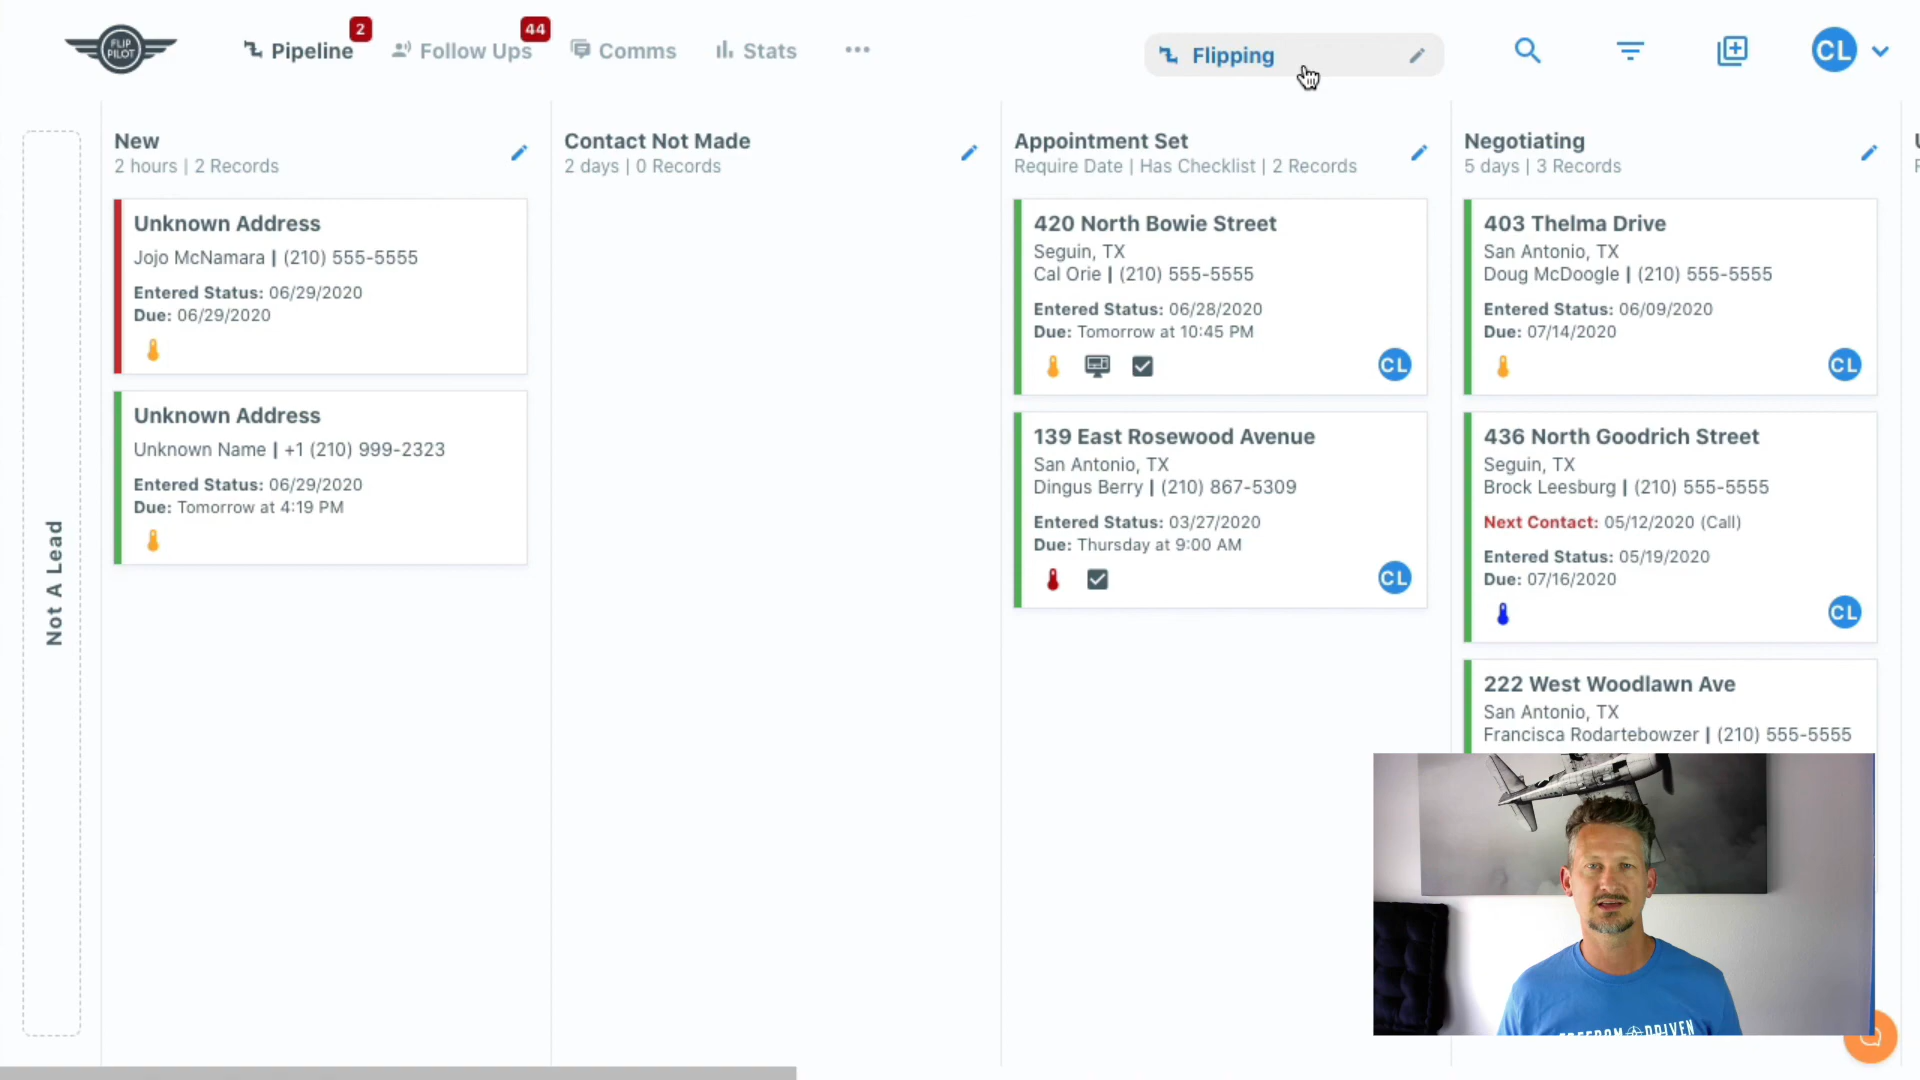 FLIP
PILOT
Pipeline
2
Follow Ups
44
Comms
Stats
Flipping
CL
Not A Lead
New
2 hours | 2 Records
Unknown Address
Jojo McNamara | (210) 555-5555
Entered Status: 06/29/2020
Due: 06/29/2020
Unknown Address
Unknown Name | +1 (210) 999-2323
Entered Status: 06/29/2020
Due: Tomorrow at 4:19 PM
Contact Not Made
2 days | 0 Records
Appointment Set
Require Date | Has Checklist | 2 Records
420 North Bowie Street
Seguin, TX
Cal Orie | (210) 555-5555
Entered Status: 06/28/2020
Due: Tomorrow at 10:45 PM
CL
139 East Rosewood Avenue
San Antonio, TX
Dingus Berry | (210) 867-5309
Entered Status: 03/27/2020
Due: Thursday at 9:00 AM
CL
Negotiating
5 days | 3 Records
403 Thelma Drive
San Antonio, TX
Doug McDoogle | (210) 555-5555
Entered Status: 06/09/2020
Due: 07/14/2020
CL
436 North Goodrich Street
Seguin, TX
Brock Leesburg | (210) 555-5555
Next Contact: 05/12/2020 (Call)
Entered Status: 05/19/2020
Due: 07/16/2020
CL
222 West Woodlawn Ave
San Antonio, TX
Francisca Rodartebowzer | (210) 555-5555
FREEDOM DRIVEN